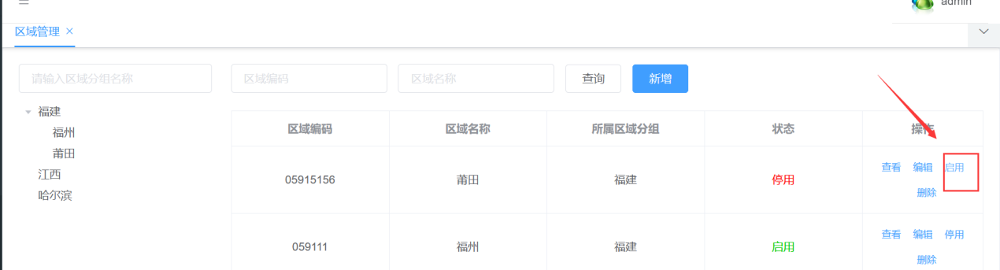 admin
区域管理 ×
请输入区域分组名称 区域编码 区域名称 查询 新增
福建
福州
莆田
江西
哈尔滨
区域编码 区域名称 所属区域分组 状态 操作
05915156 莆田 福建 停用 查看 编辑 启用
删除
059111 福州 福建 启用 查看 编辑 停用
删除